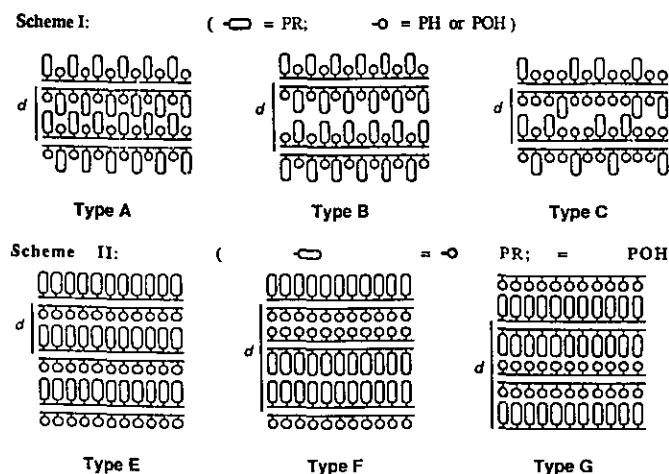 Scheme I: ( = PR; = PH or POH )
d d d
Type A Type B Type C
Scheme II: ( = PR; = POH
d d d
Type E Type F Type G